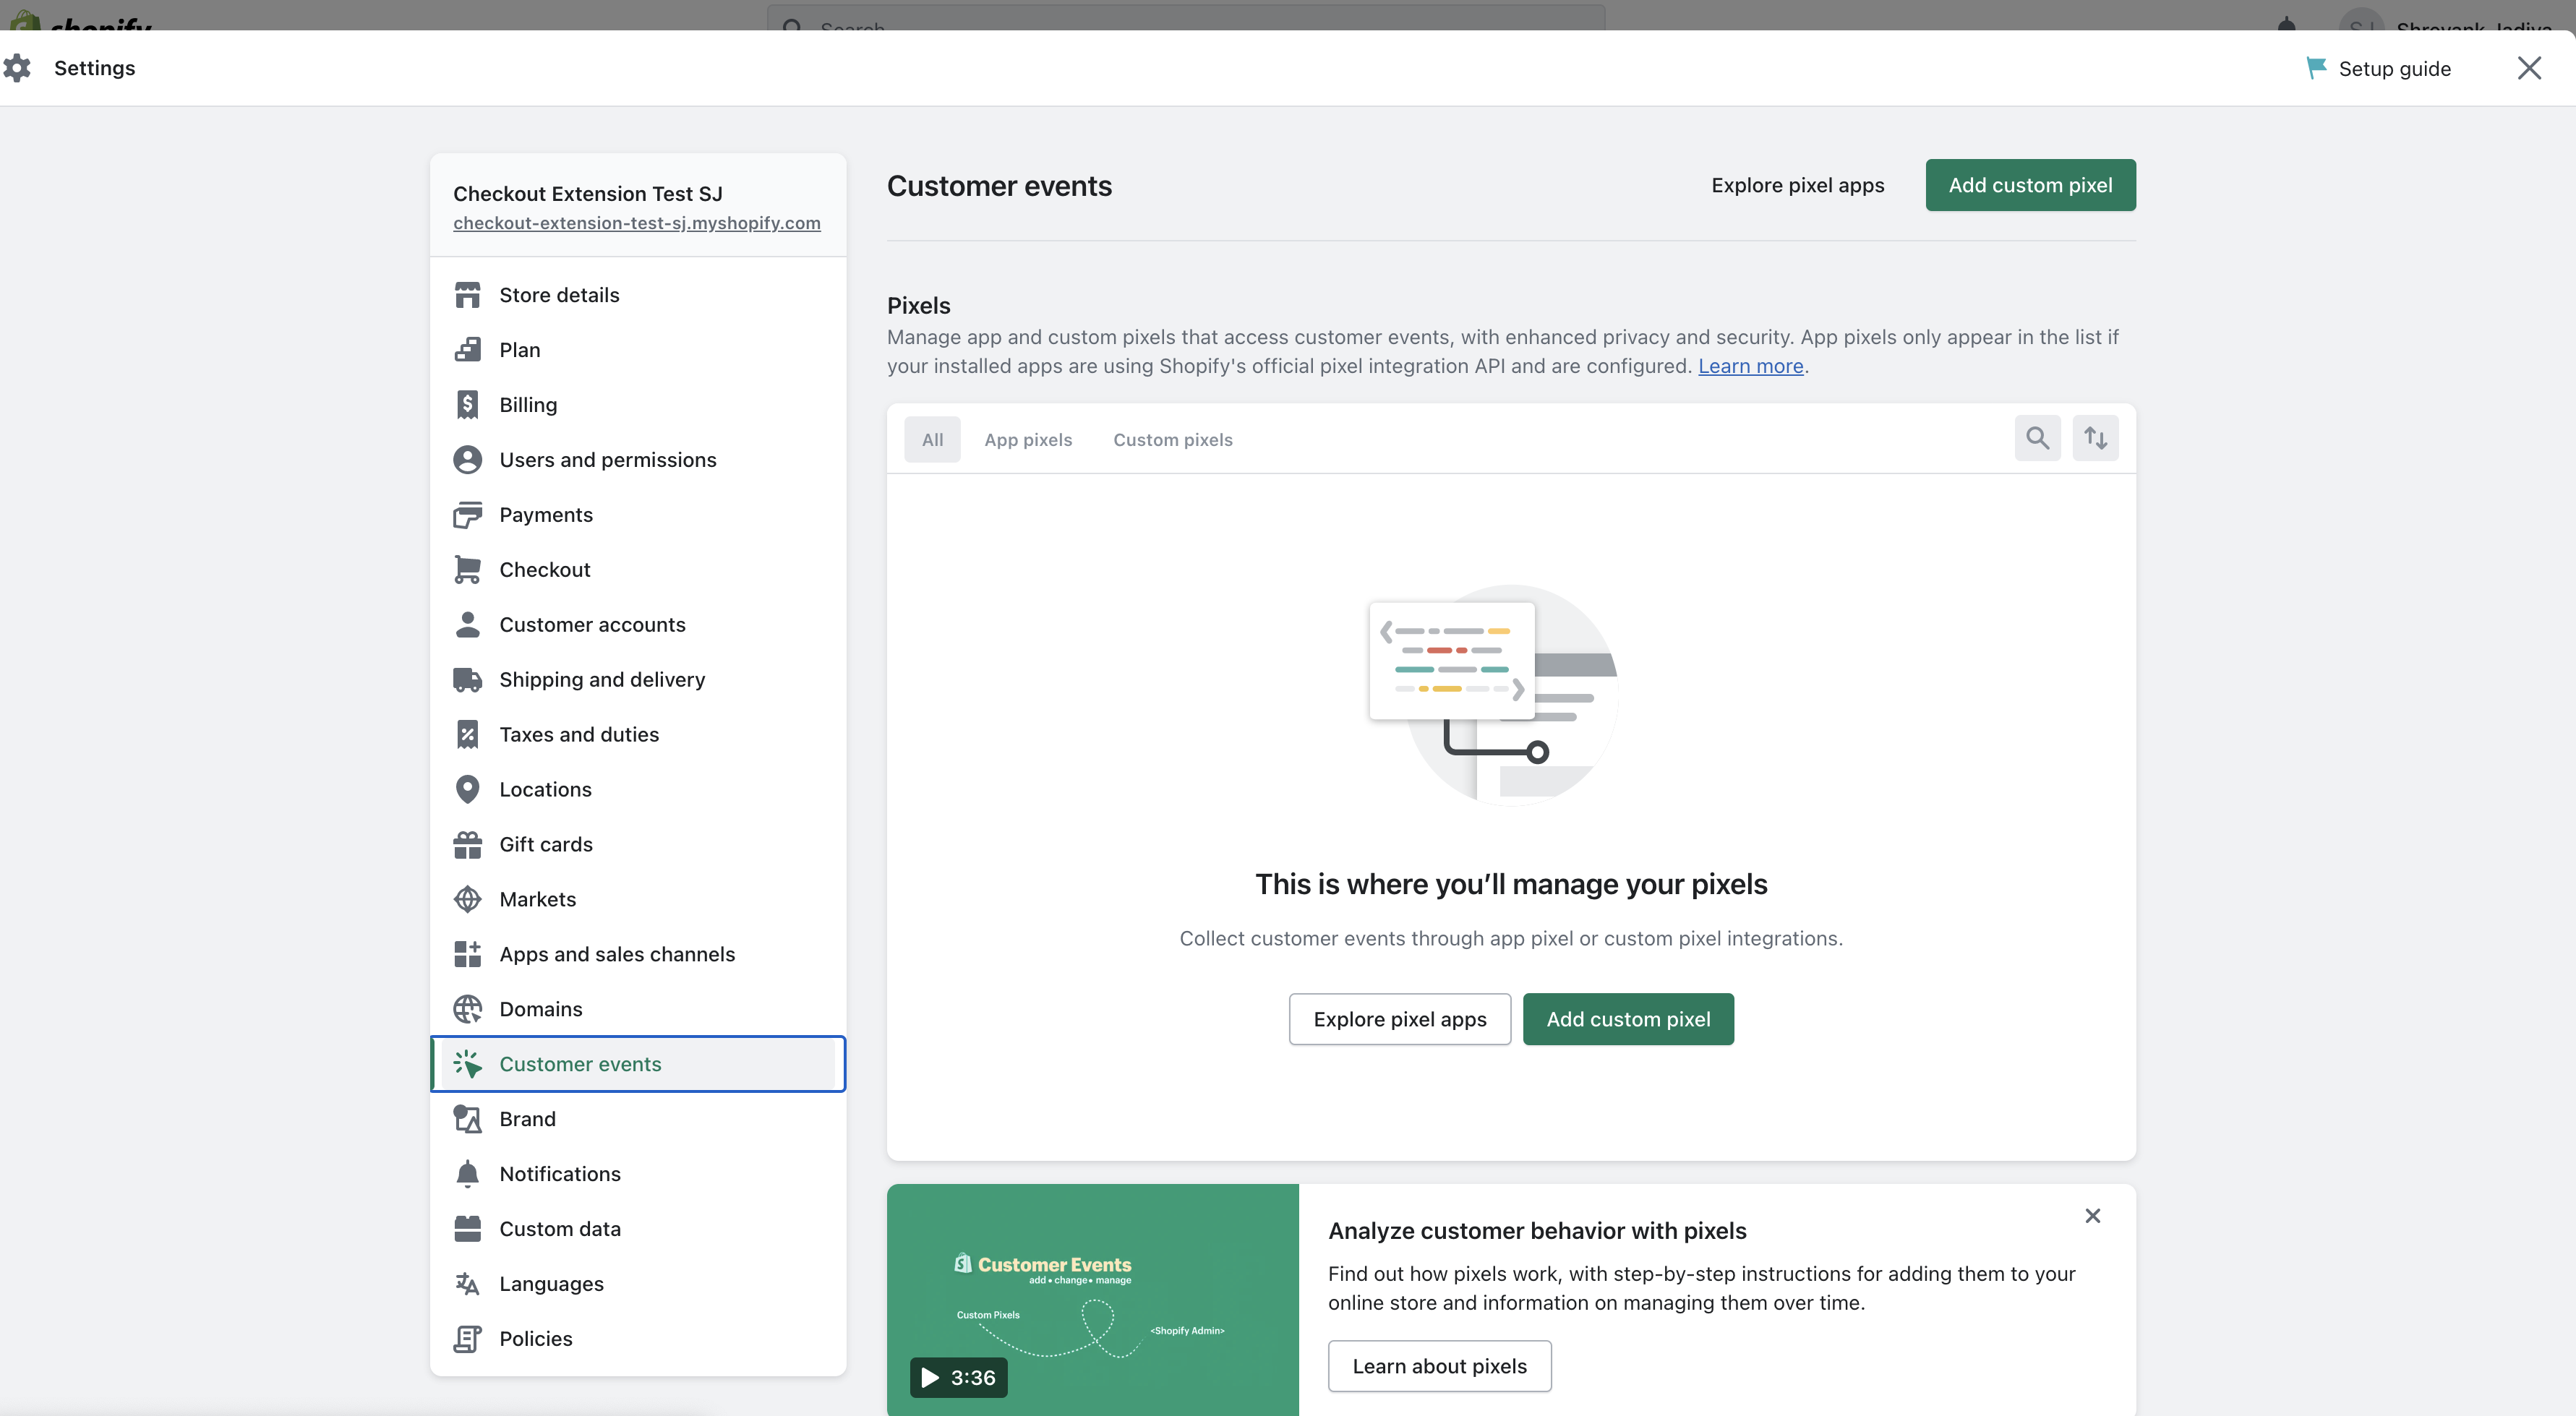 shopify
Search
Shreyank Jadiya
Settings
Setup guide
Checkout Extension Test SJ
checkout-extension-test-sj.myshopify.com
Store details
Plan
Billing
Users and permissions
Payments
Checkout
Customer accounts
Shipping and delivery
Taxes and duties
Locations
Gift cards
Markets
Apps and sales channels
Domains
Customer events
Brand
Notifications
Custom data
Languages
Policies
Customer events
Explore pixel apps
Add custom pixel
Pixels
Manage app and custom pixels that access customer events, with enhanced privacy and security. App pixels only appear in the list if
your installed apps are using Shopify's official pixel integration API and are configured. Learn more.
All
App pixels
Custom pixels
This is where you’ll manage your pixels
Collect customer events through app pixel or custom pixel integrations.
Explore pixel apps
Add custom pixel
Customer Events
add • change • manage
Custom Pixels
<Shopify Admin>
3:36
Analyze customer behavior with pixels
Find out how pixels work, with step-by-step instructions for adding them to your
online store and information on managing them over time.
Learn about pixels